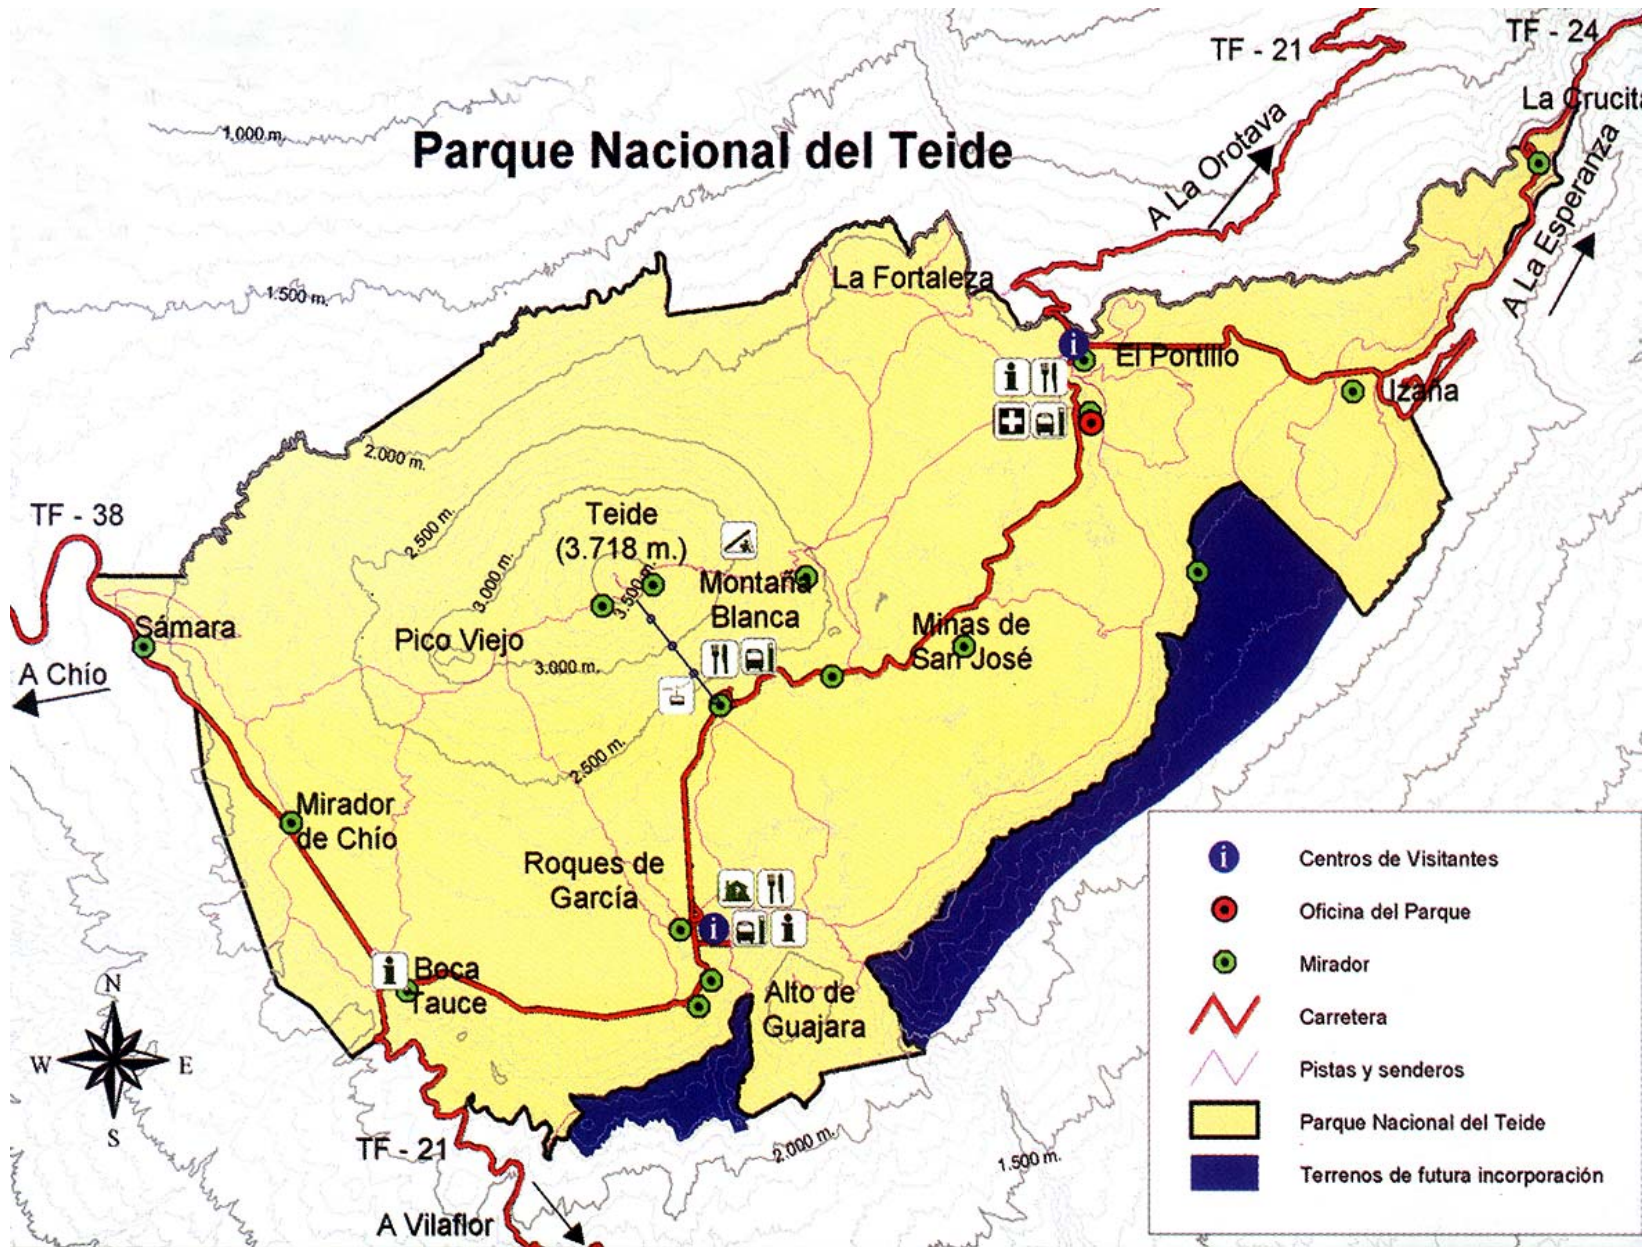 TF - 24
TF - 21
La Crucita
1.000 m.
Parque Nacional del Teide
A La Orotava
A La Esperanza
La Fortaleza
1.500 m.
i
El Portillo
i
Izaña
2.000 m.
TF - 38
2.500 m.
Teide
(3.718 m.)
3.000 m.
3.500 m.
Montaña
Blanca
Sámara
Pico Viejo
Minas de
San José
3.000 m.
A Chío
2.500 m.
Mirador
de Chío
Roques de
García
i
i
i
Boca
Tauce
Alto de
Guajara
N
W
E
S
TF - 21
2.000 m.
1.500 m.
A Vilaflor
i
Centros de Visitantes
Oficina del Parque
Mirador
Carretera
Pistas y senderos
Parque Nacional del Teide
Terrenos de futura incorporación